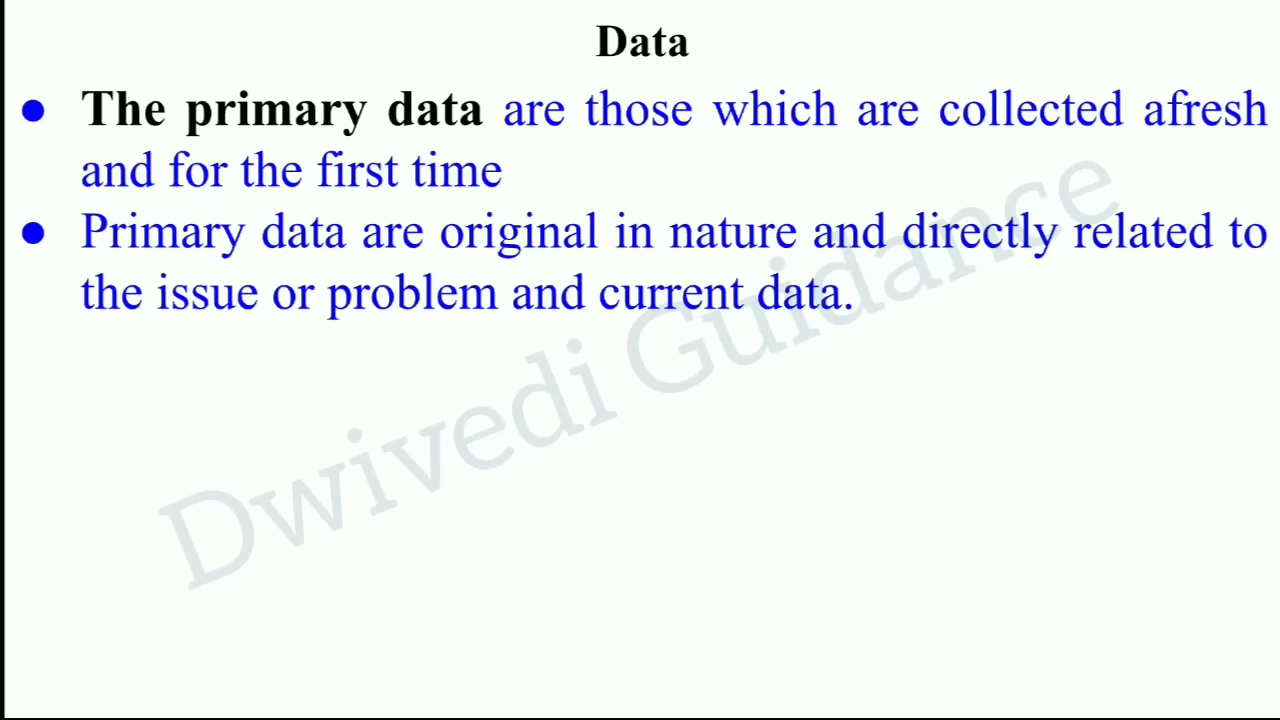 Data
● The primary data are those which are collected afresh
and for the first time
● Primary data are original in nature and directly related to
the issue or problem and current data.
Dwivedi Guidance